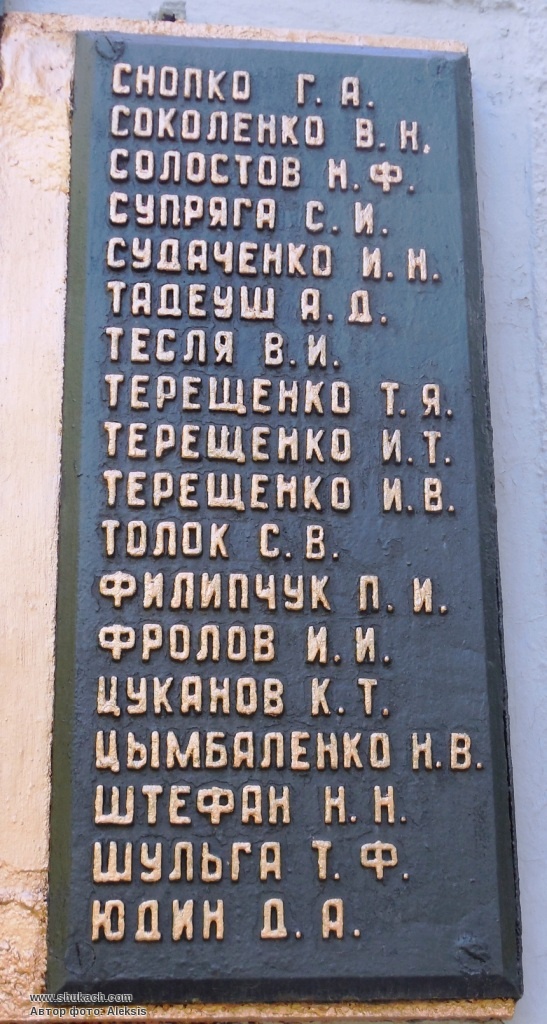 СНОПКО Г. А.
СОКОЛЕНКО В. Н.
СОЛОСТОВ Н. Ф.
СУПРЯГА С. И.
СУДАЧЕНКО И. Н.
ТАДЕУШ А. Д.
ТЕСЛЯ В. И.
ТЕРЕЩЕНКО Т. Я.
ТЕРЕЩЕНКО И. Т.
ТЕРЕЩЕНКО И. В.
ТОЛОК С. В.
ФИЛИПЧУК П. И.
ФРОЛОВ И. И.
ЦУКАНОВ К. Т.
ЦЫМБАЛЕНКО Н. В.
ШТЕФАН Н. Н.
ШУЛЬГА Т. Ф.
ЮДИН Д. А.
www.shukach.com
Автор фото: Aleksis